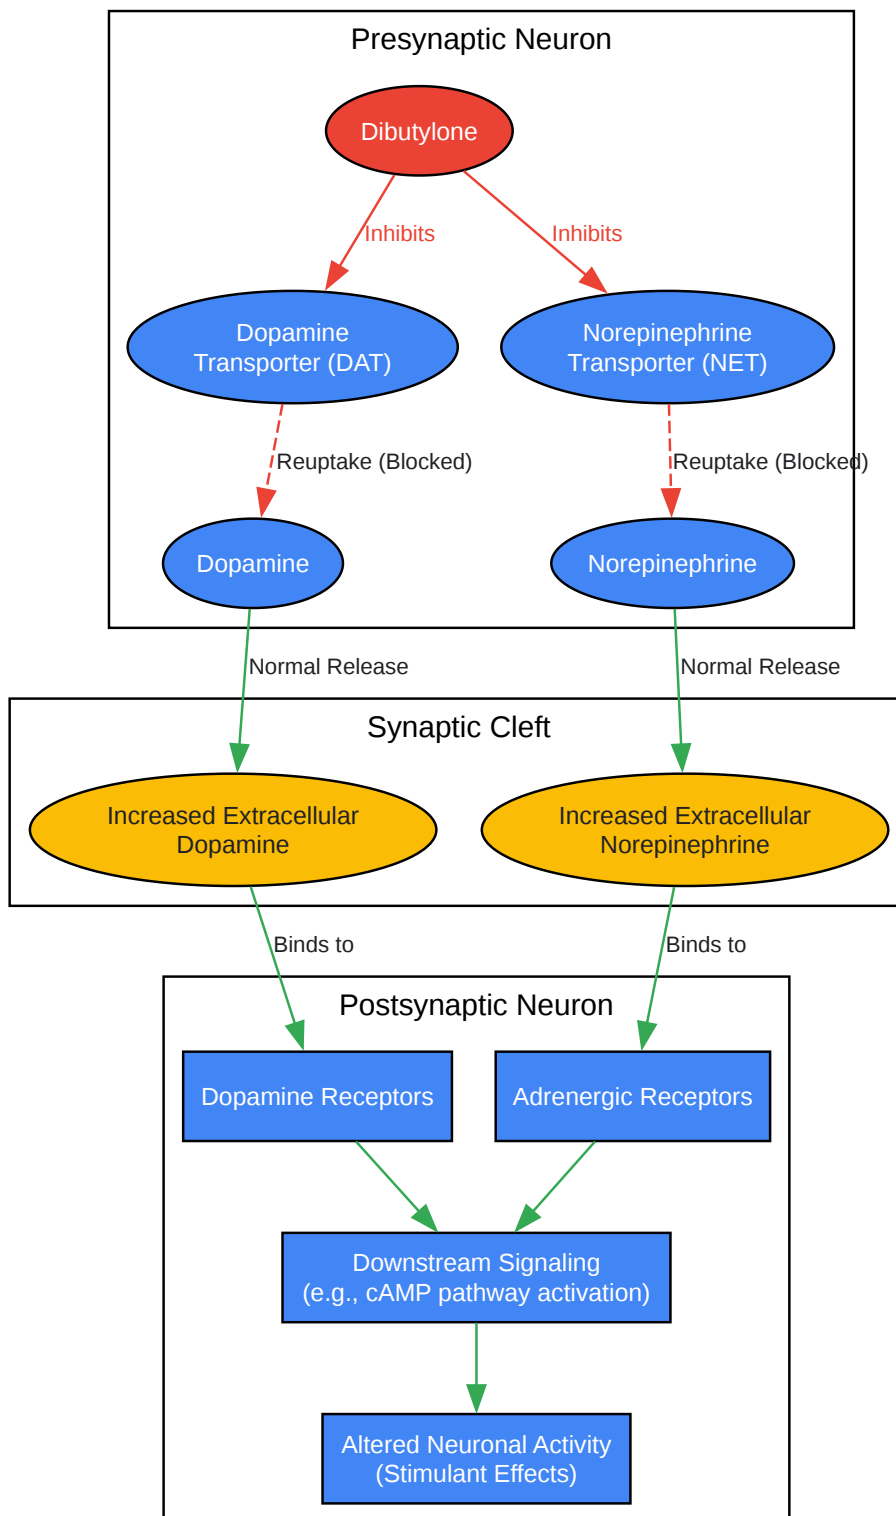 Presynaptic Neuron
Dibutylone
Inhibits
Inhibits
Dopamine
Transporter (DAT)
Norepinephrine
Transporter (NET)
Reuptake (Blocked)
Reuptake (Blocked)
Dopamine
Norepinephrine
Normal Release
Normal Release
Synaptic Cleft
Increased Extracellular
Dopamine
Increased Extracellular
Norepinephrine
Binds to
Binds to
Postsynaptic Neuron
Dopamine Receptors
Adrenergic Receptors
Downstream Signaling
(e.g., cAMP pathway activation)
Altered Neuronal Activity
(Stimulant Effects)